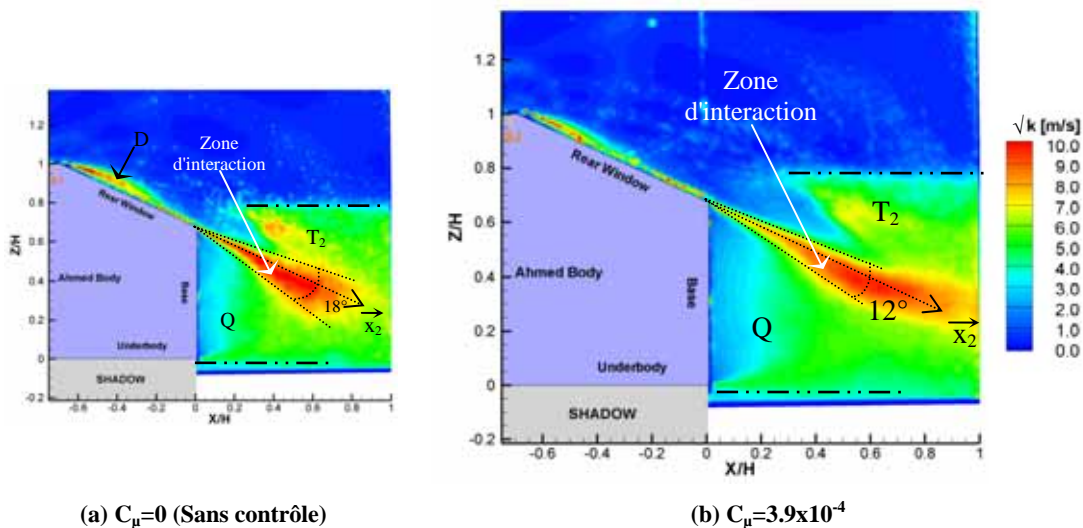 Zone
d'interaction
D
Rear Window
T2
Ahmed Body
Base
18°
x2
Q
Underbody
SHADOW
Z/H
1.2
1
0.8
0.6
0.4
0.2
0
-0.2
-0.6 -0.4 -0.2 0 0.2 0.4 0.6 0.8 1
X/H
(a) Cμ=0 (Sans contrôle)
Zone
d'interaction
Rear Window
T2
Ahmed Body
Base
12°
x2
Q
Underbody
SHADOW
Z/H
1.2
1
0.8
0.6
0.4
0.2
0
-0.2
-0.6 -0.4 -0.2 0 0.2 0.4 0.6 0.8 1
X/H
(b) Cμ=3.9x10-4
√k [m/s]
10.0
9.0
8.0
7.0
6.0
5.0
4.0
3.0
2.0
1.0
0.0